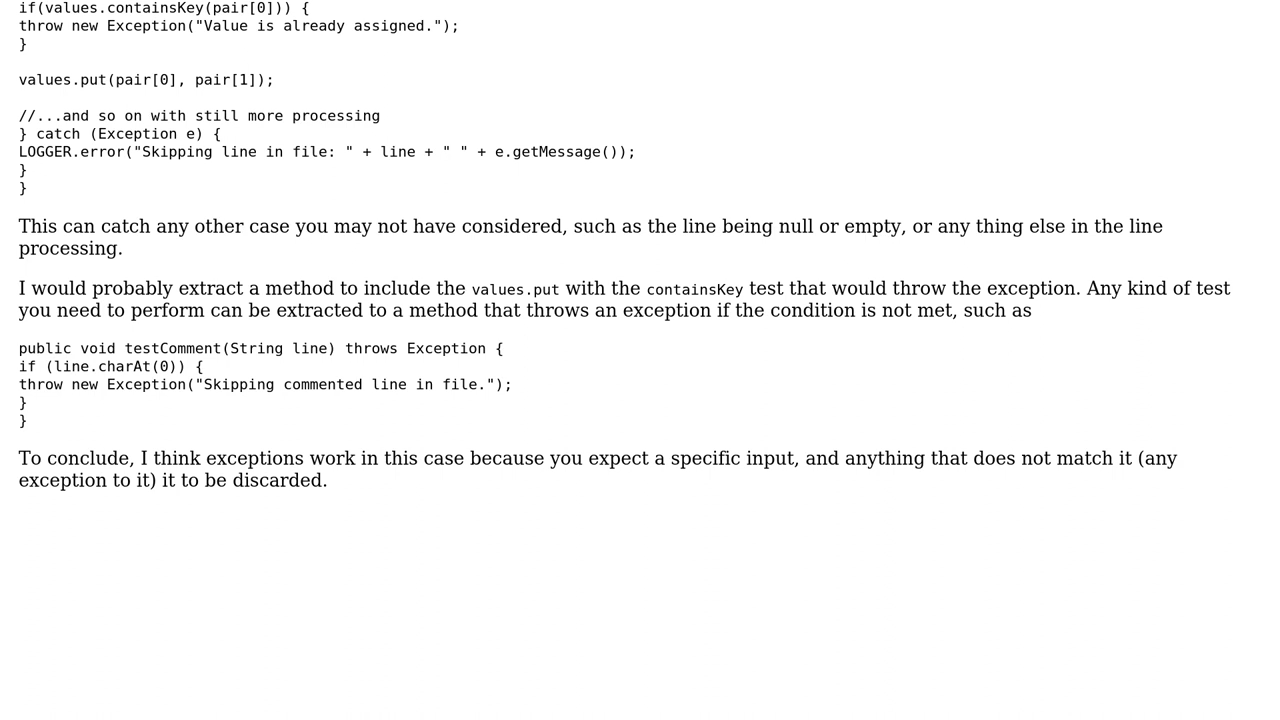 if(values.containsKey(pair[0])) {
throw new Exception("Value is already assigned.");
}
values.put(pair[0], pair[1]);
//...and so on with still more processing
} catch (Exception e) {
LOGGER.error("Skipping line in file: " + line + " " + e.getMessage());
}
}
This can catch any other case you may not have considered, such as the line being null or empty, or any thing else in the line
processing.
I would probably extract a method to include the values.put with the containsKey test that would throw the exception. Any kind of test
you need to perform can be extracted to a method that throws an exception if the condition is not met, such as
public void testComment(String line) throws Exception {
if (line.charAt(0)) {
throw new Exception("Skipping commented line in file.");
}
}
To conclude, I think exceptions work in this case because you expect a specific input, and anything that does not match it (any
exception to it) it to be discarded.